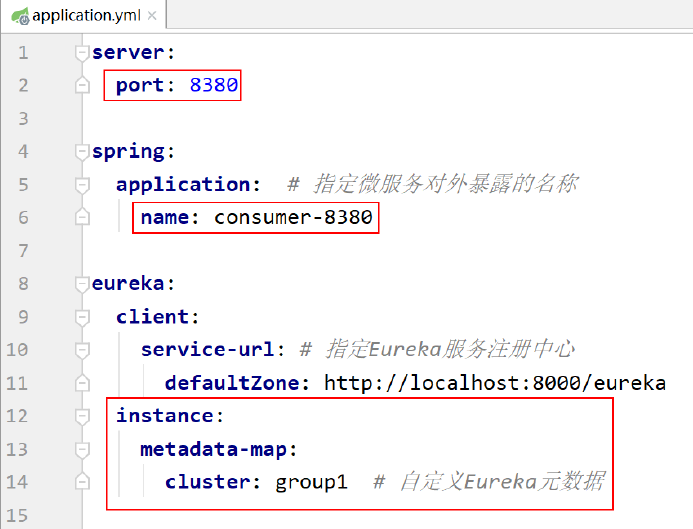 application.yml
1 server:
2 port: 8380
3
4 spring:
5 application: # 指定微服务对外暴露的名称
6 name: consumer-8380
7
8 eureka:
9 client:
10 service-url: # 指定Eureka服务注册中心
11 defaultZone: http://localhost:8000/eureka
12 instance:
13 metadata-map:
14 cluster: group1 # 自定义Eureka元数据
15